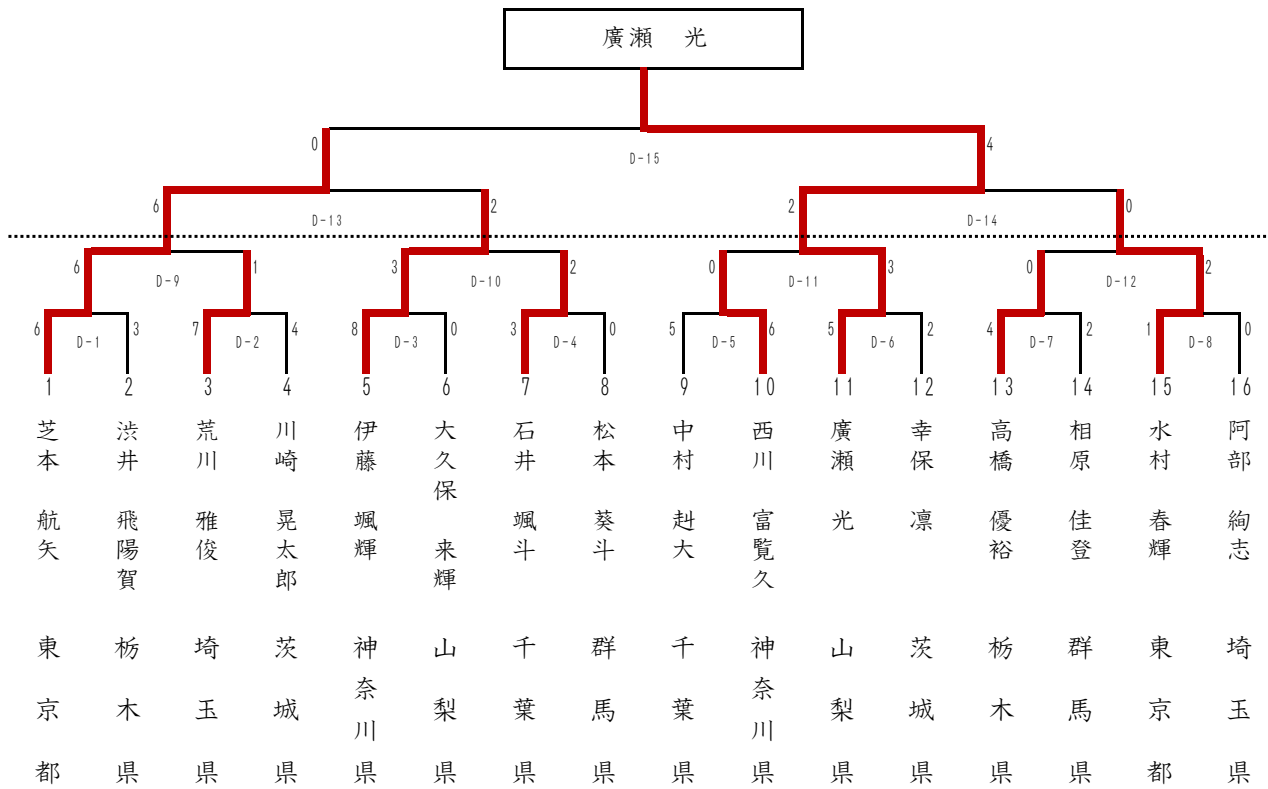 廣瀬　光
0 4
D-15
6 2 2 0
D-13 D-14
6 1 3 2 0 3 0 2
D-9 D-10 D-11 D-12
6 3 7 4 8 0 3 0 5 6 5 2 4 2 1 0
D-1 D-2 D-3 D-4 D-5 D-6 D-7 D-8
1 2 3 4 5 6 7 8 9 10 11 12 13 14 15 16
芝本　航矢
渋井　飛陽賀
荒川　雅俊
川崎　晃太郎
伊藤　颯輝
大久保　来輝
石井　颯斗
松本　葵斗
中村　赳大
西川　富覧久
廣瀬　光
幸保　凛
高橋　優裕
相原　佳登
水村　春輝
阿部　絢志
東京都
栃木県
埼玉県
茨城県
神奈川県
山梨県
千葉県
群馬県
千葉県
神奈川県
山梨県
茨城県
栃木県
群馬県
東京都
埼玉県